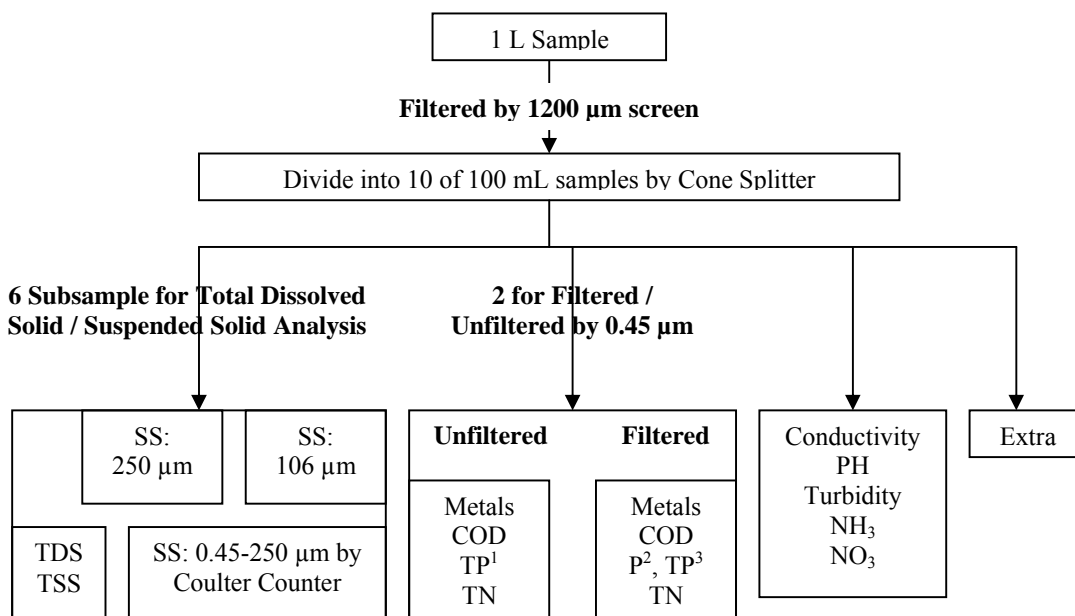 1 L Sample
Filtered by 1200 µm screen
Divide into 10 of 100 mL samples by Cone Splitter
6 Subsample for Total Dissolved
Solid / Suspended Solid Analysis
2 for Filtered /
Unfiltered by 0.45 µm
SS:
250 µm
SS:
106 µm
TDS
TSS
SS: 0.45-250 µm by
Coulter Counter
Unfiltered
Metals
COD
TP¹
TN
Filtered
Metals
COD
P², TP³
TN
Conductivity
PH
Turbidity
NH₃
NO₃
Extra